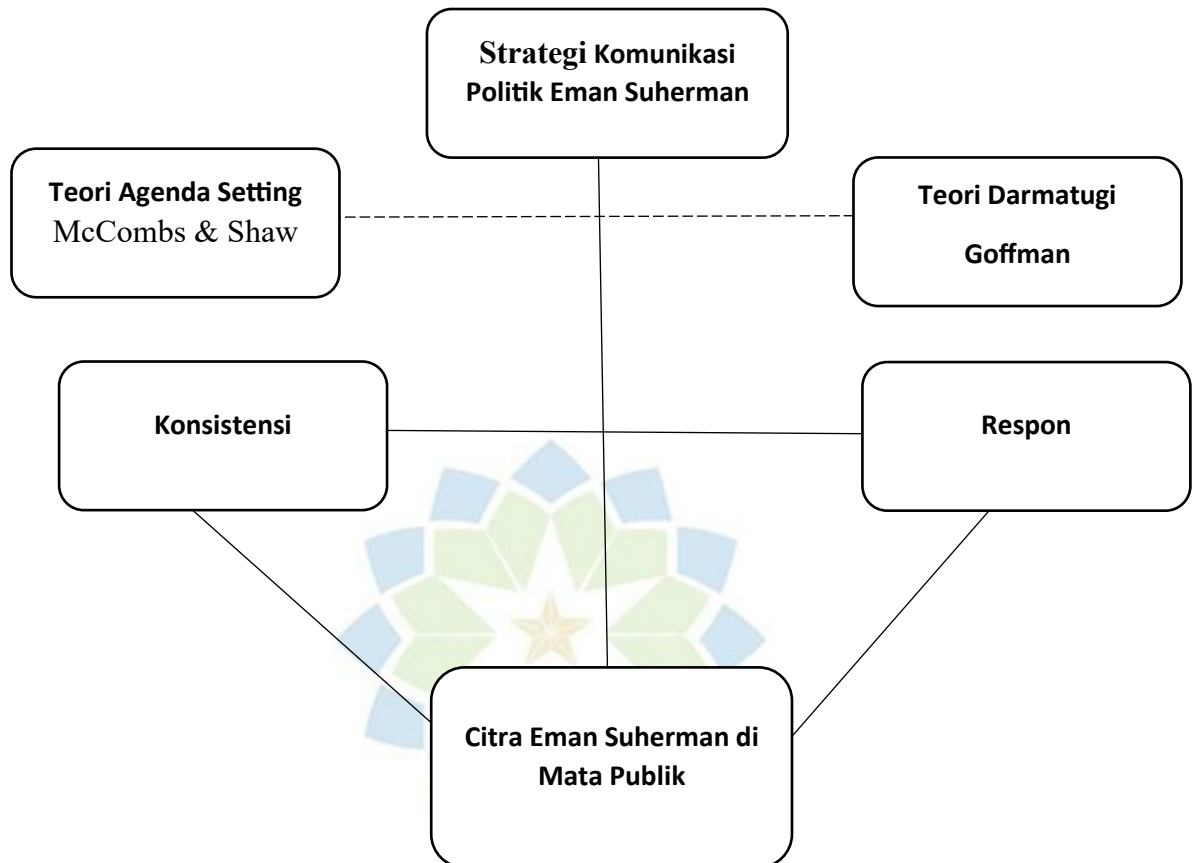 Strategi Komunikasi
Politik Eman Suherman
Teori Agenda Setting
McCombs & Shaw
Teori Darmatugi
Goffman
Konsistensi
Respon
Citra Eman Suherman di
Mata Publik